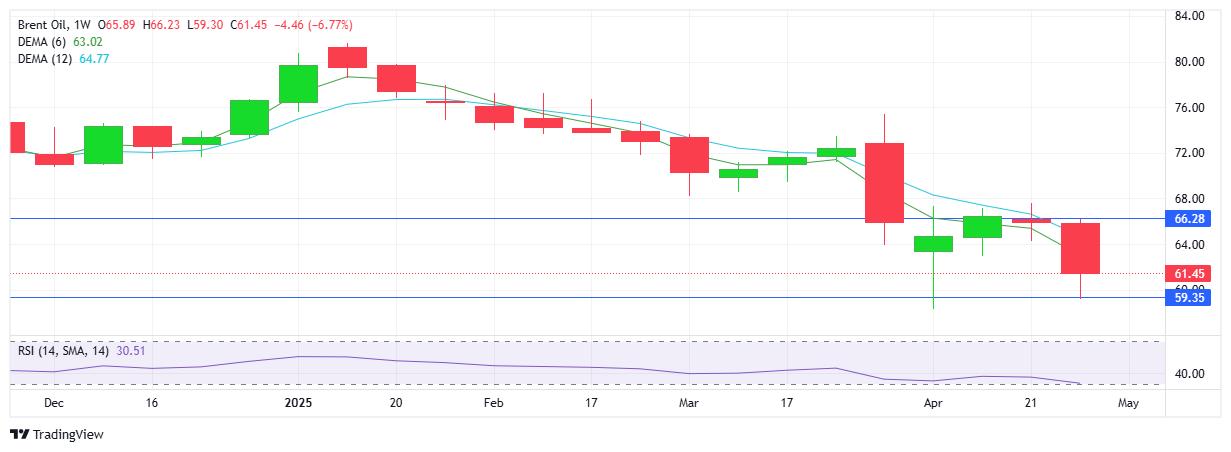 Brent Oil, 1W O65.89 H66.23 L59.30 C61.45 −4.46 (−6.77%)
DEMA (6) 63.02
DEMA (12) 64.77
84.00
80.00
76.00
72.00
68.00
66.28
64.00
61.45
60.00
59.35
RSI (14, SMA, 14) 30.51
40.00
Dec 16 2025 20 Feb 17 Mar 17 Apr 21 May
TradingView